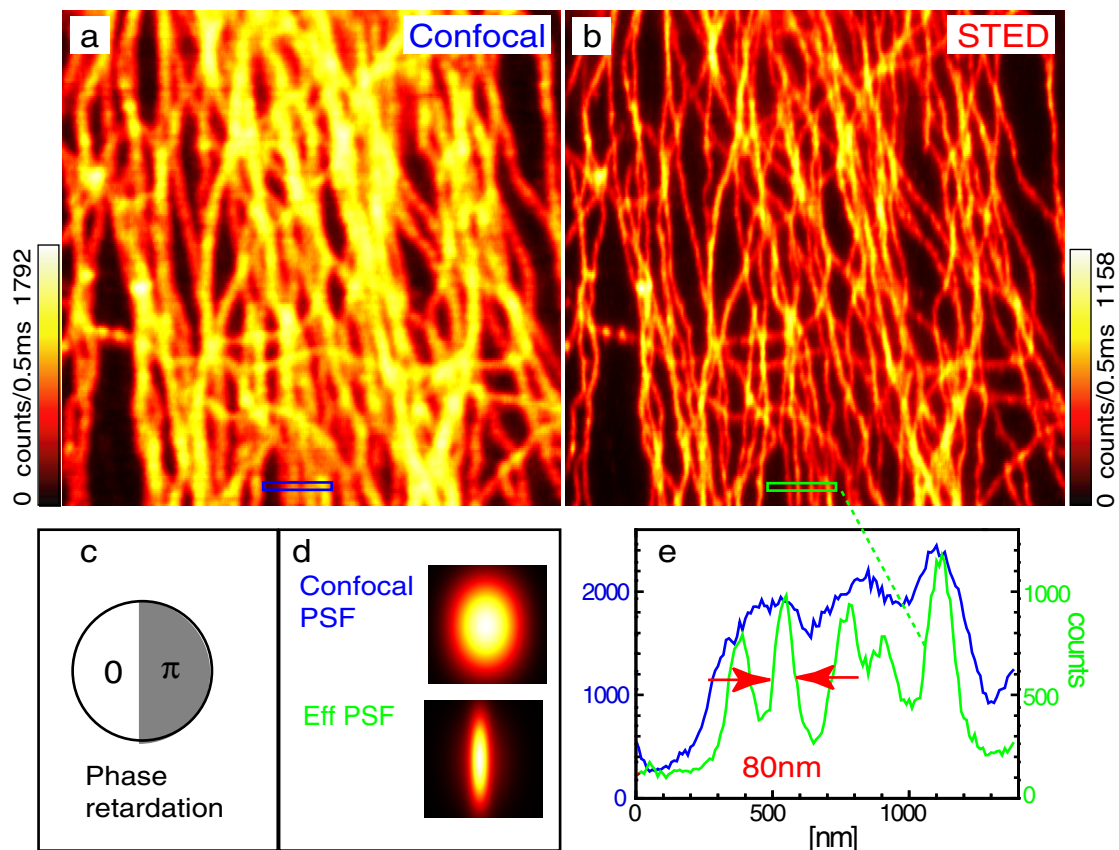 a
Confocal
b
STED
0 counts/0.5ms 1792
0 counts/0.5ms 1158
c
0
π
Phase
retardation
d
Confocal
PSF
Eff PSF
e
2000
1000
0
1000
500
0
counts
80nm
0
500
1000
[nm]